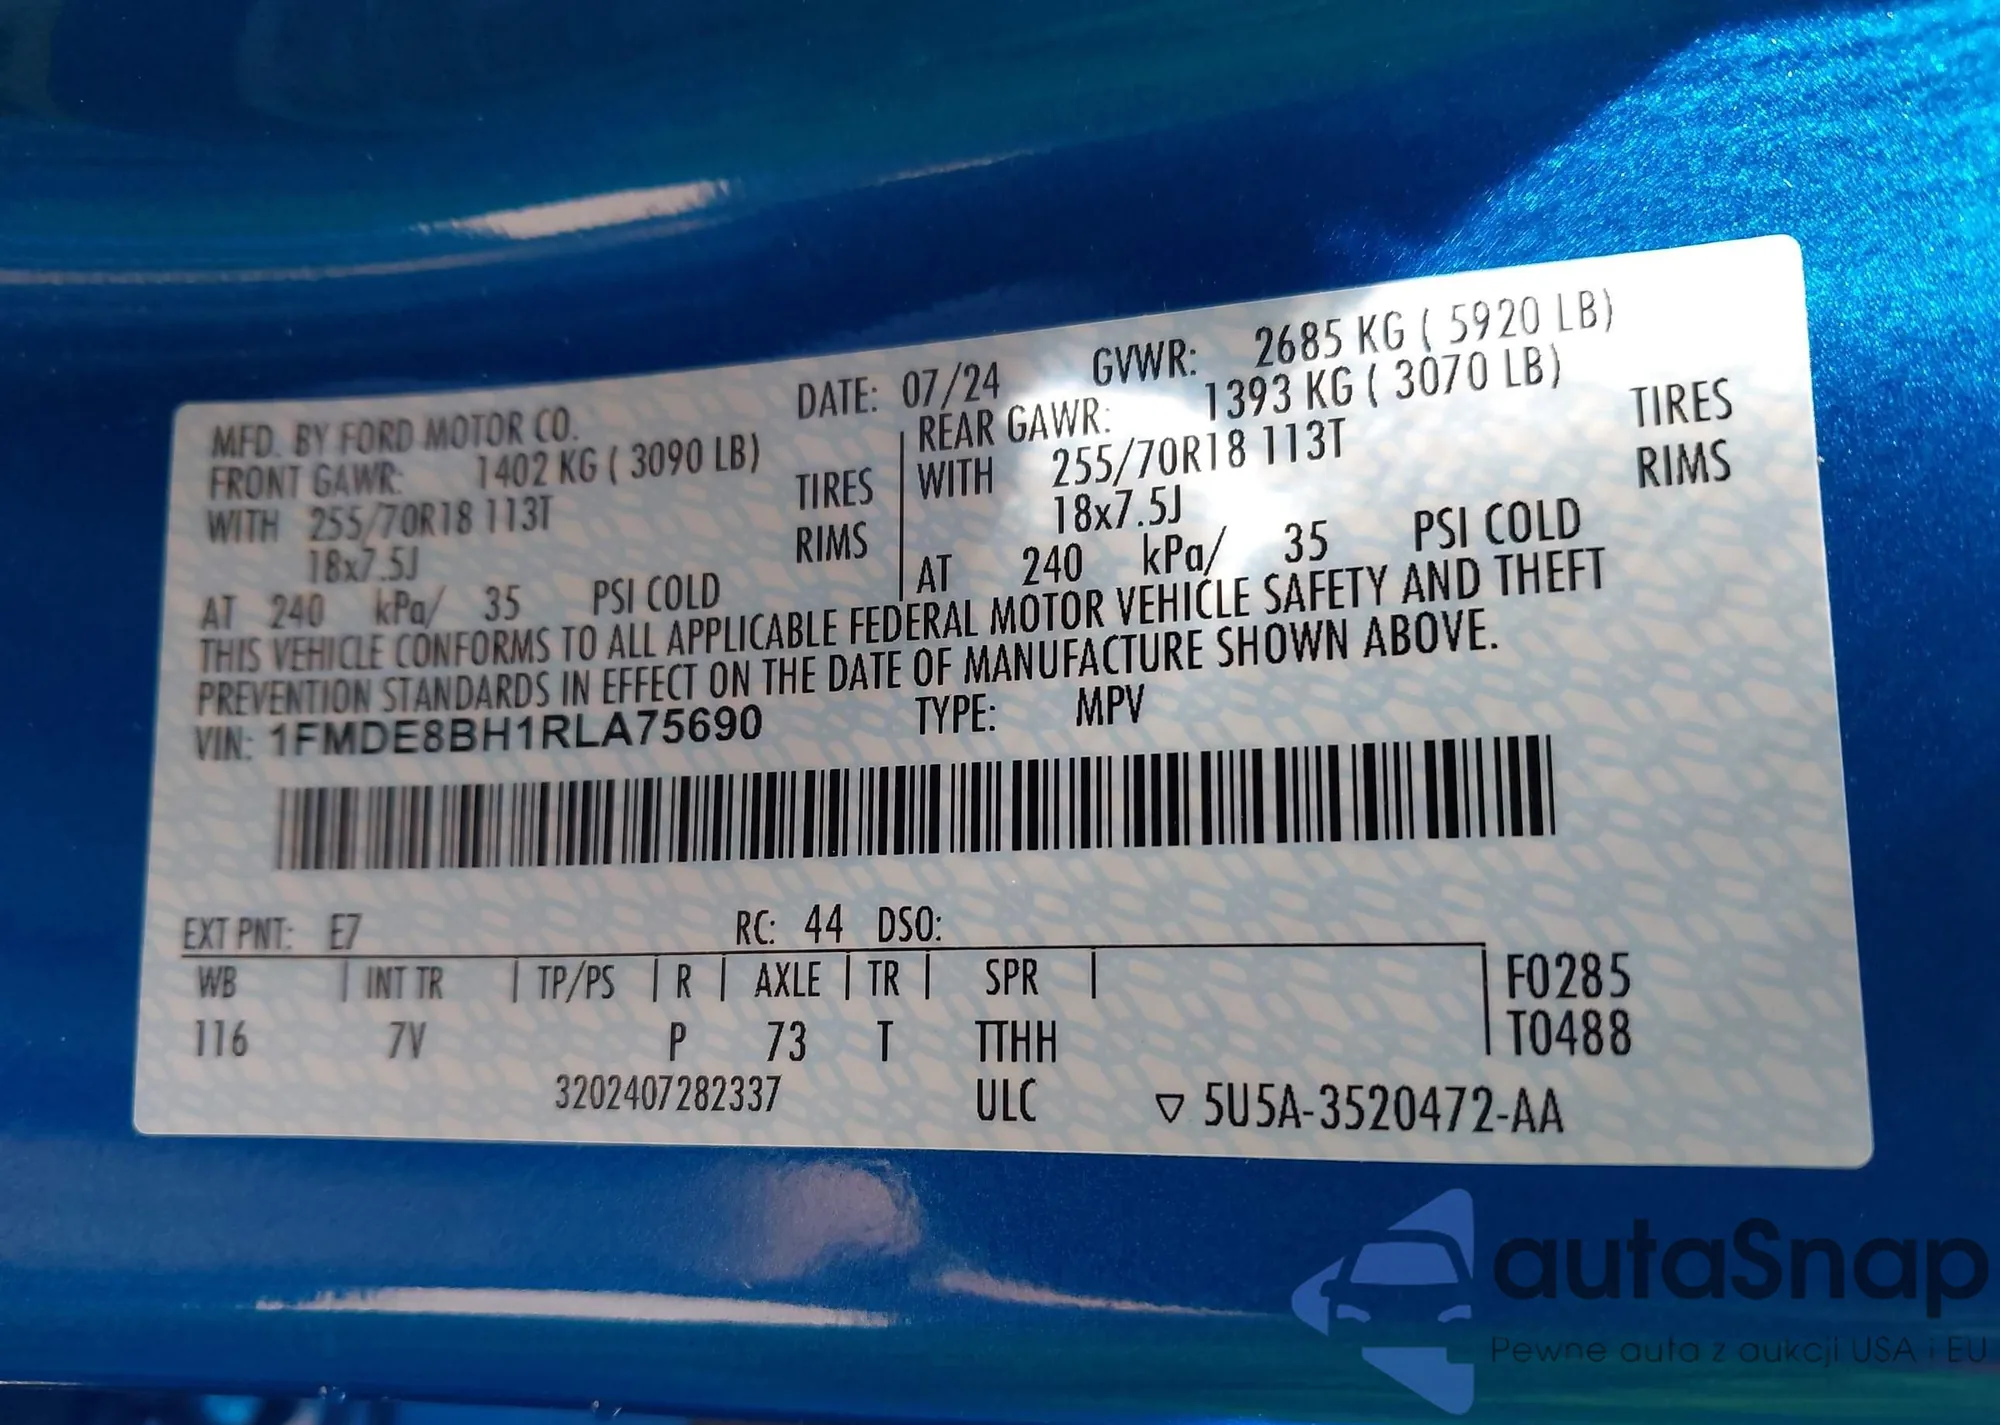 MFD. BY FORD MOTOR CO. DATE: 07/24 GVWR: 2685 KG ( 5920 LB)
FRONT GAWR: 1402 KG ( 3090 LB) REAR GAWR: 1393 KG ( 3070 LB)
WITH 255/70R18 113T TIRES WITH 255/70R18 113T TIRES
18x7.5J RIMS 18x7.5J RIMS
AT 240 kPa/ 35 PSI COLD AT 240 kPa/ 35 PSI COLD
THIS VEHICLE CONFORMS TO ALL APPLICABLE FEDERAL MOTOR VEHICLE SAFETY AND THEFT
PREVENTION STANDARDS IN EFFECT ON THE DATE OF MANUFACTURE SHOWN ABOVE.
VIN: 1FMDE8BH1RLA75690 TYPE: MPV
EXT PNT: E7 RC: 44 DSO:
WB INT TR TP/PS R AXLE TR SPR F0285
116 7V P 73 T TTHH T0488
3202407282337 ULC ▽ 5U5A-3520472-AA
autaSnap
Pewne auta z aukcji USA i EU